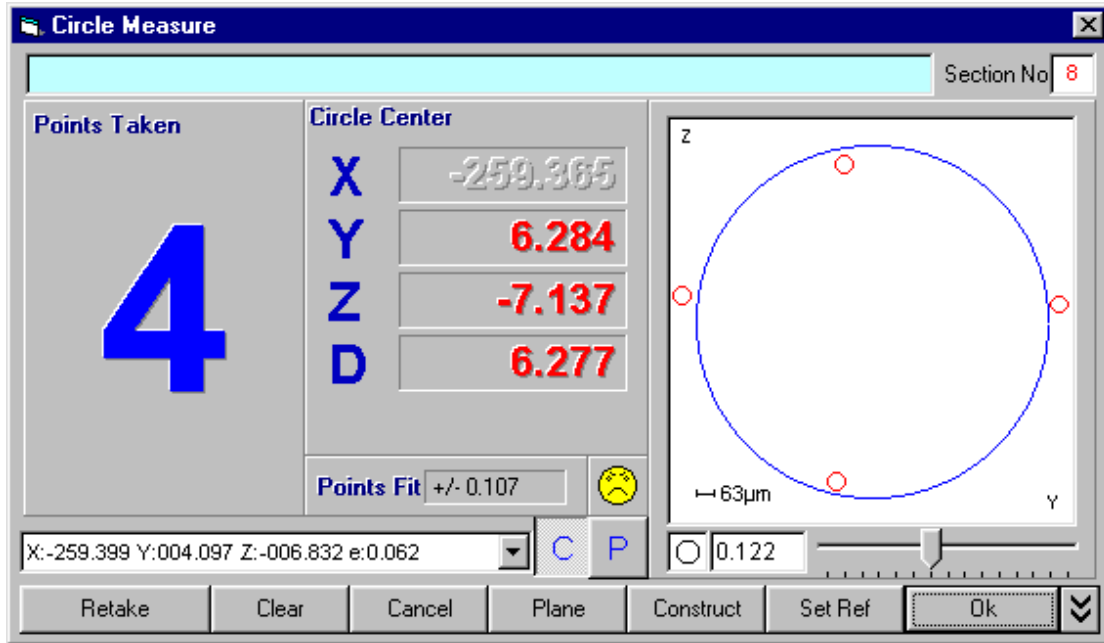 Circle Measure
Section No 8
Points Taken
4
Circle Center
X -259.365
Y 6.284
Z -7.137
D 6.277
Points Fit +/- 0.107
Z
63µm
Y
X:-259.399 Y:004.097 Z:-006.832 e:0.062
C P
0.122
Retake Clear Cancel Plane Construct Set Ref Ok